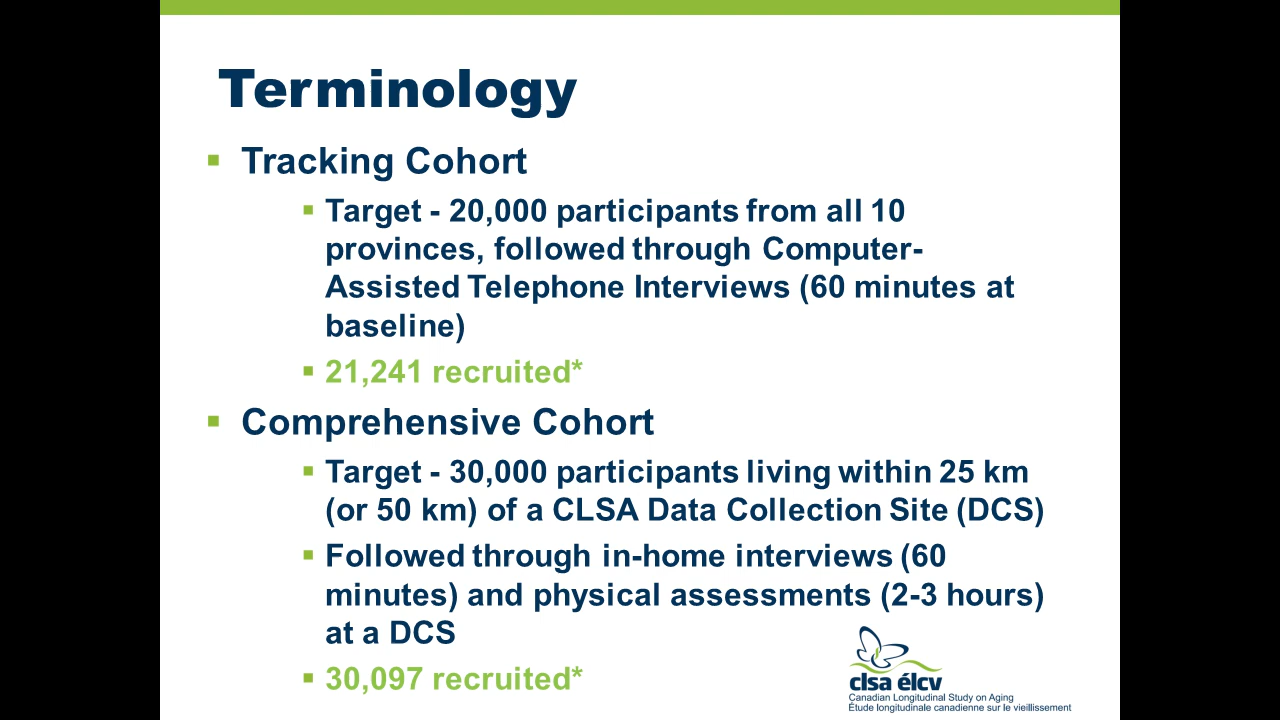 Terminology
Tracking Cohort
Target - 20,000 participants from all 10
provinces, followed through Computer-
Assisted Telephone Interviews (60 minutes at
baseline)
21,241 recruited*
Comprehensive Cohort
Target - 30,000 participants living within 25 km
(or 50 km) of a CLSA Data Collection Site (DCS)
Followed through in-home interviews (60
minutes) and physical assessments (2-3 hours)
at a DCS
30,097 recruited*
clsa élcv
Canadian Longitudinal Study on Aging
Étude longitudinale canadienne sur le vieillissement